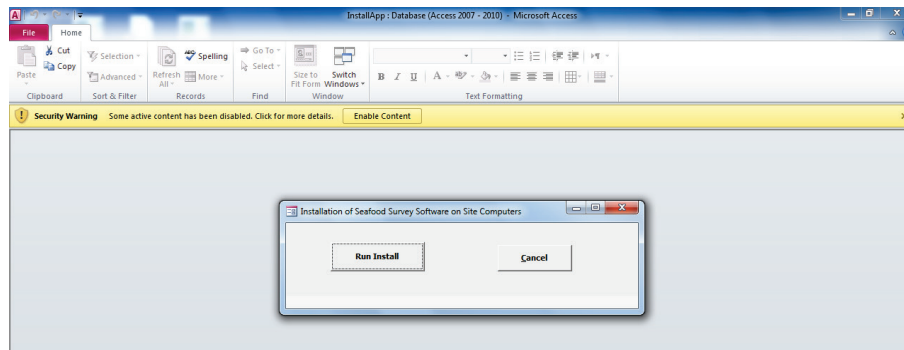 InstallApp : Database (Access 2007 - 2010) - Microsoft Access
File Home
Cut
Copy
Paste
Clipboard
Selection
Advanced
Sort & Filter
Refresh All
Spelling
More
Records
Go To
Select
Find
Size to Fit Form
Switch Windows
Window
B I U A
Text Formatting
Security Warning Some active content has been disabled. Click for more details. Enable Content
Installation of Seafood Survey Software on Site Computers
Run Install Cancel